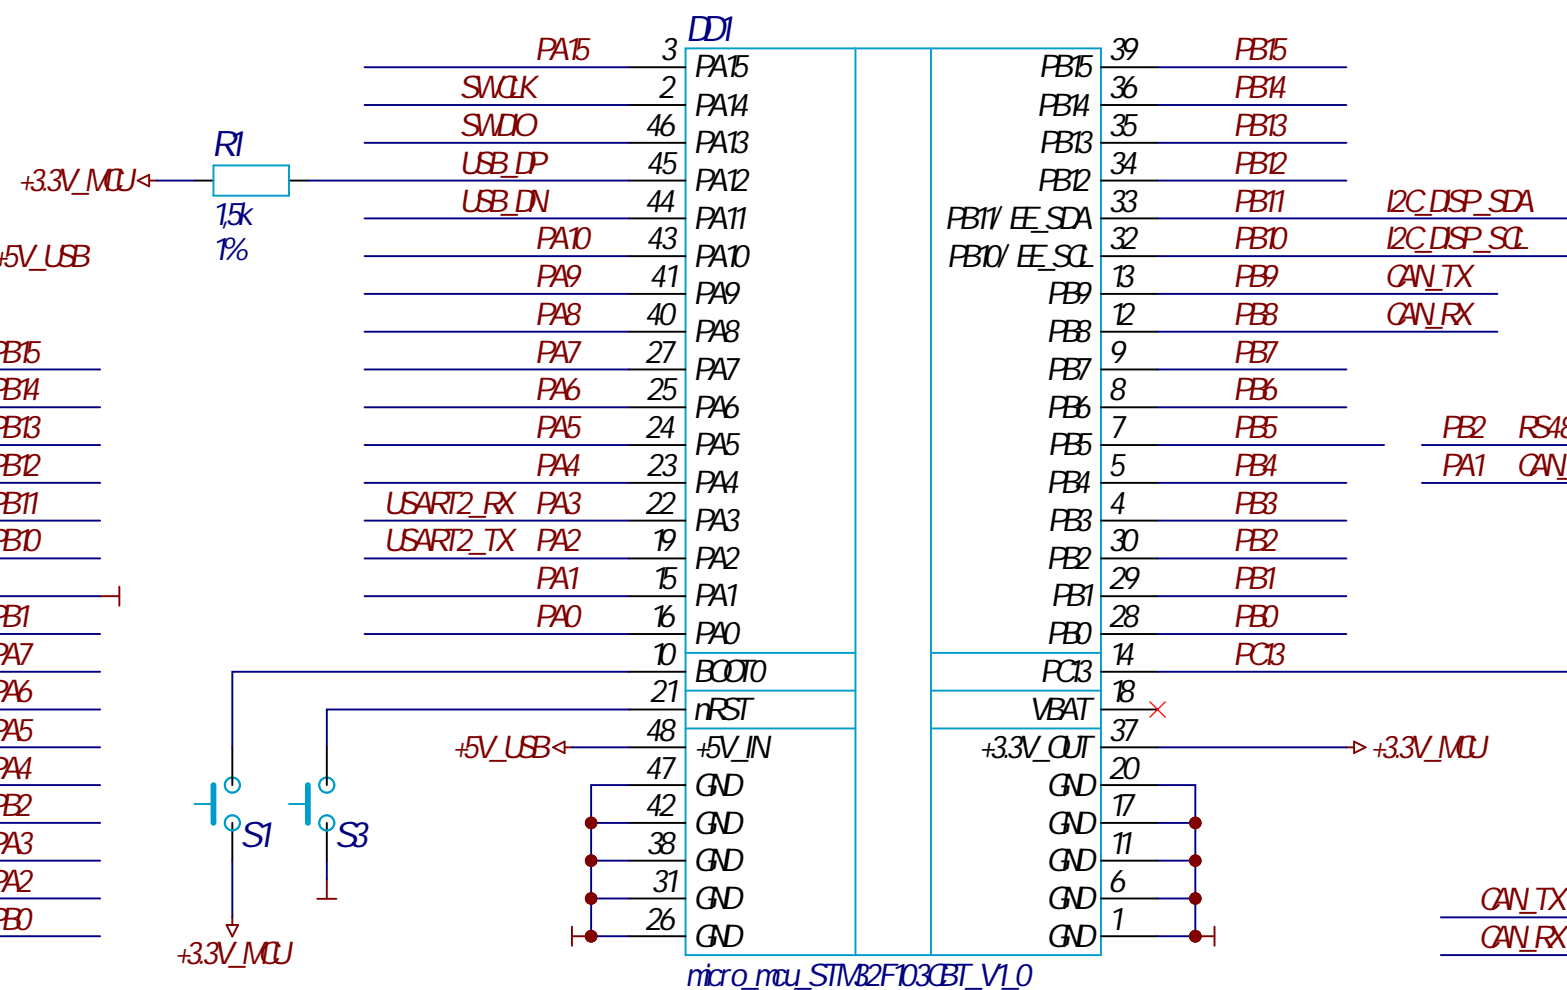 DD1
PA15 3 PA15 PB15 39 PB15
SWCLK 2 PA14 PB14 36 PB14
SWDIO 46 PA13 PB13 35 PB13
R1
+3.3V_MCU USB_DP 45 PA12 PB12 34 PB12
1,5k
1%
USB_DN 44 PA11 PB11/EE_SDA 33 PB11 I2C_DISP_SDA
+5V_USB PA10 43 PA10 PB10/EE_SCL 32 PB10 I2C_DISP_SCL
PA9 41 PA9 PB9 13 PB9 CAN_TX
PA8 40 PA8 PB8 12 PB8 CAN_RX
PB15 PA7 27 PA7 PB7 9 PB7
PB14 PA6 25 PA6 PB6 8 PB6
PB13 PA5 24 PA5 PB5 7 PB5 PB2 RS48
PB12 PA4 23 PA4 PB4 5 PB4 PA1 CAN_
PB11 USART2_RX PA3 22 PA3 PB3 4 PB3
PB10 USART2_TX PA2 19 PA2 PB2 30 PB2
PA1 15 PA1 PB1 29 PB1
PB1 PA0 16 PA0 PB0 28 PB0
PA7 10 BOOT0 PC13 14 PC13
PA6 21 nRST VBAT 18
PA5 +5V_USB 48 +5V_IN +3.3V_OUT 37 +3.3V_MCU
PA4 47 GND GND 20
PB2 42 GND GND 17
S1 S3
PA3 38 GND GND 11
PA2 31 GND GND 6 CAN_TX
PB0 26 GND GND 1 CAN_RX
+3.3V_MCU
micro_mcu_STM32F103CBT_V1_0